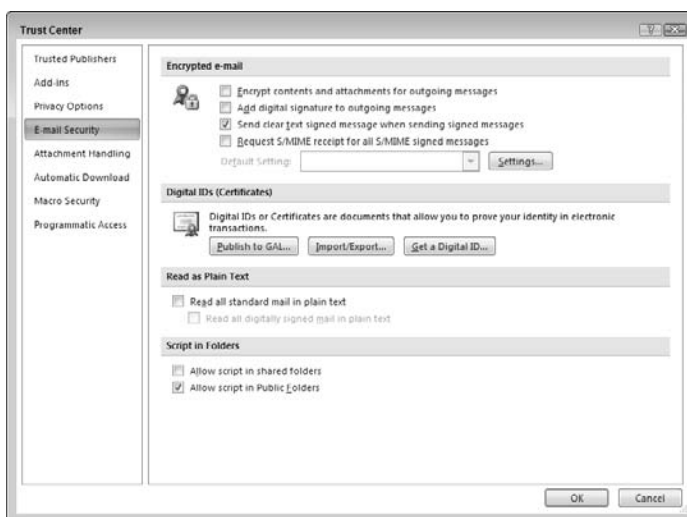 Trust Center
Trusted Publishers
Add-ins
Privacy Options
E-mail Security
Attachment Handling
Automatic Download
Macro Security
Programmatic Access
Encrypted e-mail
Encrypt contents and attachments for outgoing messages
Add digital signature to outgoing messages
Send clear text signed message when sending signed messages
Request S/MIME receipt for all S/MIME signed messages
Default Setting:
Settings...
Digital IDs (Certificates)
Digital IDs or Certificates are documents that allow you to prove your identity in electronic
transactions.
Publish to GAL...
Import/Export...
Get a Digital ID...
Read as Plain Text
Read all standard mail in plain text
Read all digitally signed mail in plain text
Script in Folders
Allow script in shared folders
Allow script in Public Folders
OK
Cancel